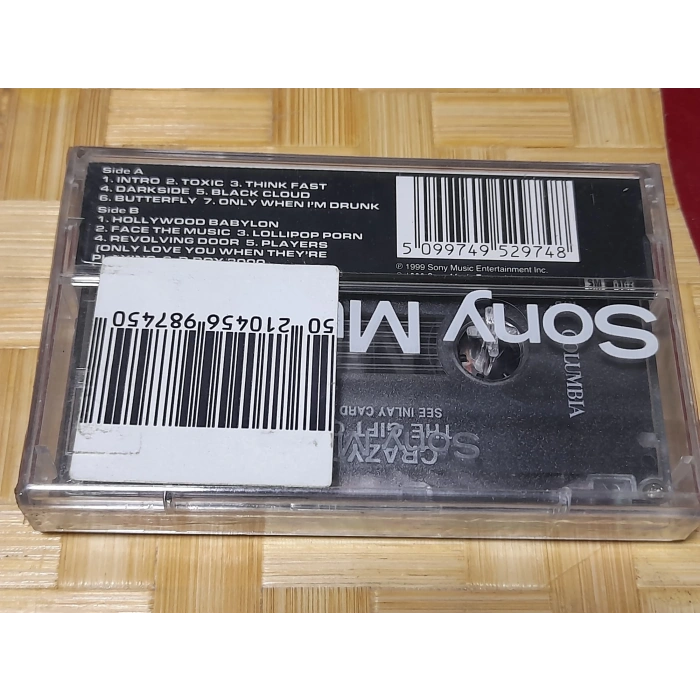 Side A
1. INTRO 2. TOXIC 3. THINK FAST
4. DARKSIDE 5. BLACK CLOUD
6. BUTTERFLY 7. ONLY WHEN I'M DRUNK
Side B
1. HOLLYWOOD BABYLON
2. FACE THE MUSIC 3. LOLLIPOP PORN
4. REVOLVING DOOR 5. PLAYERS
(ONLY LOVE YOU WHEN THEY'RE
5 099749 529748
℗ 1999 Sony Music Entertainment Inc.
50 210456 987450
Sony Mu
COLUMBIA
SEE INLAY CARD
THE GIFT O
CRAZY
Sony M